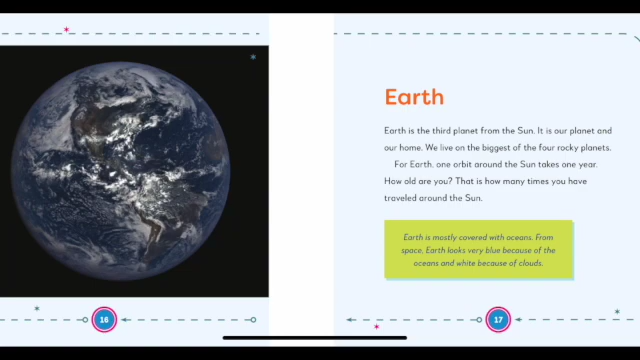 Earth
Earth is the third planet from the Sun. It is our planet and
our home. We live on the biggest of the four rocky planets.
For Earth, one orbit around the Sun takes one year.
How old are you? That is how many times you have
traveled around the Sun.
Earth is mostly covered with oceans. From
space, Earth looks very blue because of the
oceans and white because of clouds.
16
17